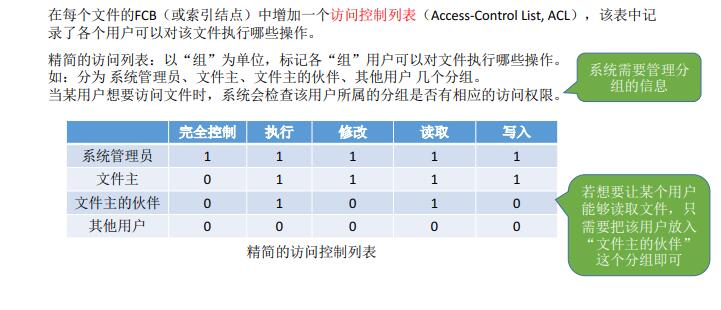 在每个文件的FCB（或索引结点）中增加一个访问控制列表（Access-Control List, ACL），该表中记
录了各个用户可以对该文件执行哪些操作。
精简的访问列表：以“组”为单位，标记各“组”用户可以对文件执行哪些操作。
如：分为 系统管理员、文件主、文件主的伙伴、其他用户 几个分组。
当某用户想要访问文件时，系统会检查该用户所属的分组是否有相应的访问权限。
系统需要管理分
组的信息
完全控制 执行 修改 读取 写入
系统管理员 1 1 1 1 1
文件主 0 1 1 1 1
文件主的伙伴 0 1 0 1 0
其他用户 0 0 0 0 0
精简的访问控制列表
若想要让某个用户
能够读取文件，只
需要把该用户放入
“文件主的伙伴”
这个分组即可